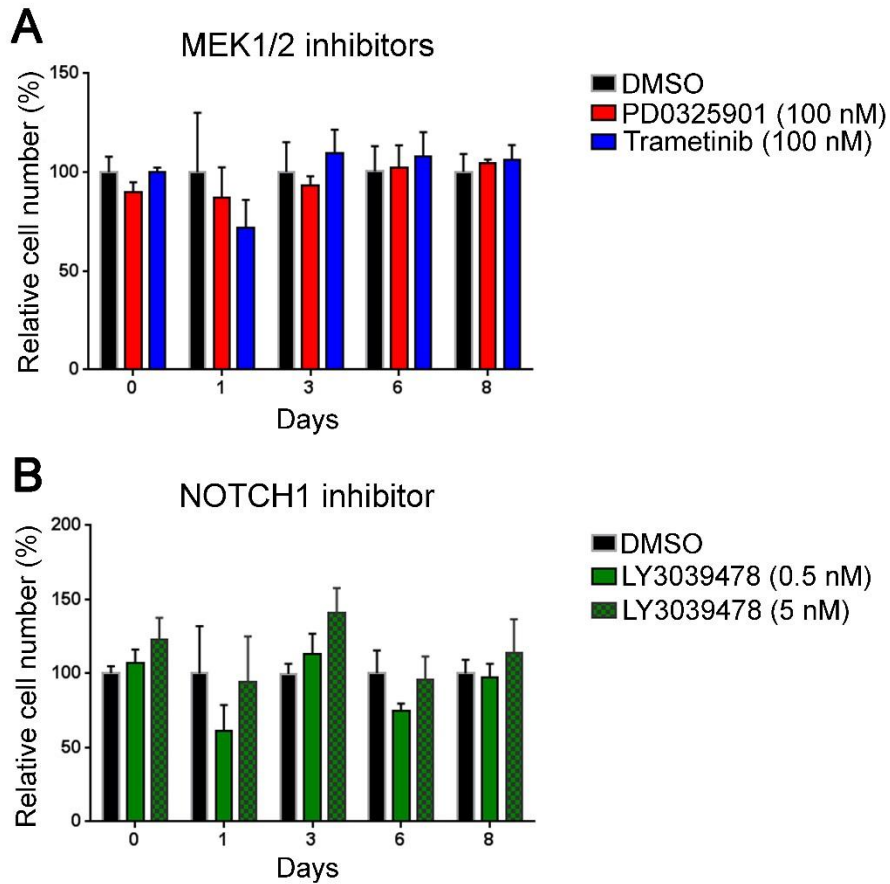 A
MEK1/2 inhibitors
Relative cell number (%)
150
100
50
0
0 1 3 6 8
Days
DMSO
PD0325901 (100 nM)
Trametinib (100 nM)
B
NOTCH1 inhibitor
Relative cell number (%)
200
150
100
50
0
0 1 3 6 8
Days
DMSO
LY3039478 (0.5 nM)
LY3039478 (5 nM)